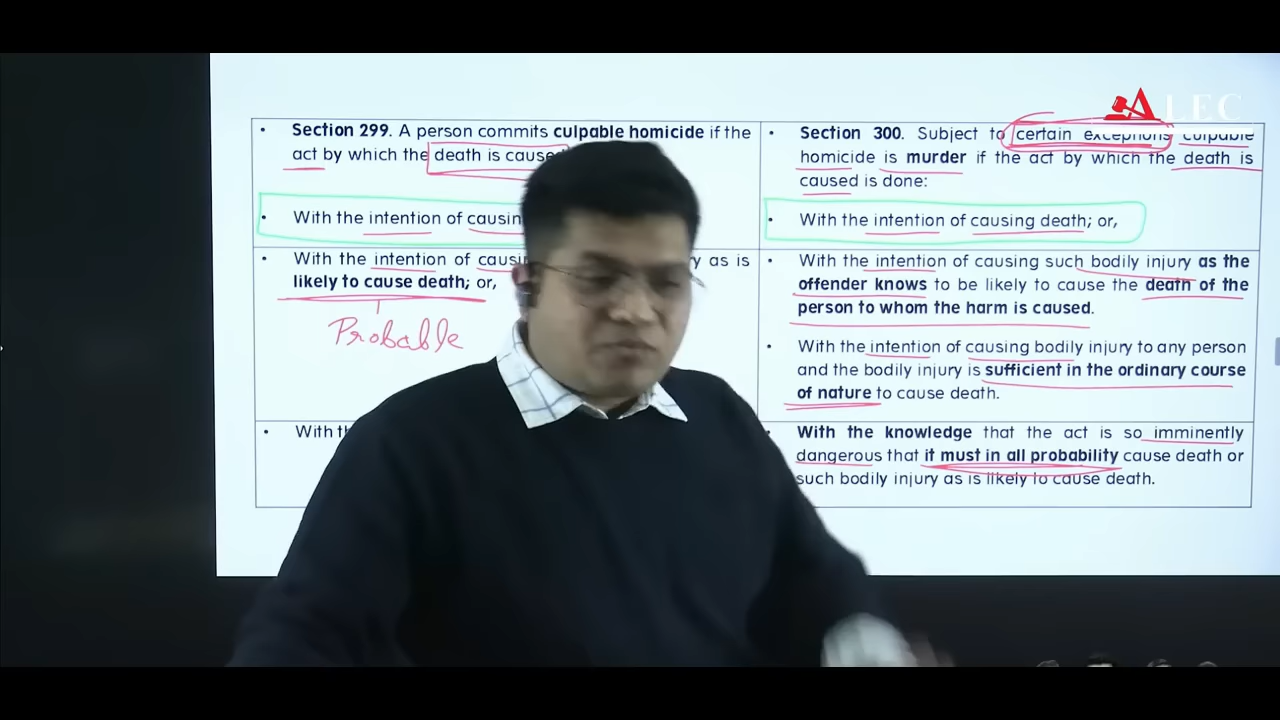 ALEC
Section 299. A person commits culpable homicide if the
act by which the death is cause
With the intention of causin
With the intention of causi
y as is
likely to cause death; or,
Probable
With th
Section 300. Subject to certain exceptions culpable
homicide is murder if the act by which the death is
caused is done:
With the intention of causing death; or,
With the intention of causing such bodily injury as the
offender knows to be likely to cause the death of the
person to whom the harm is caused.
With the intention of causing bodily injury to any person
and the bodily injury is sufficient in the ordinary course
of nature to cause death.
With the knowledge that the act is so imminently
dangerous that it must in all probability cause death or
such bodily injury as is likely to cause death.